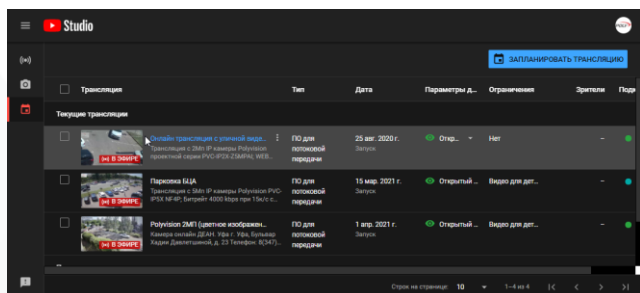 Studio
ЗАПЛАНИРОВАТЬ ТРАНСЛЯЦИЮ
Трансляция Тип Дата Параметры д... Ограничения Зрители Подк
Текущие трансляции
Онлайн трансляция с уличной виде...
Трансляция с 2Мп IP камеры Polyvision
проектной серии PVC-IP2X-Z5MPAL WEB...
В ЭФИРЕ
ПО для
потоковой
передачи
25 авг. 2020 г.
Запуск
Откр...
Нет
–
Парковка БЦА
Трансляция с 5Мп IP камеры Polyvision PVC-
IP5X NF4P; Битрейт 4000 kbps при 15к/с с...
В ЭФИРЕ
ПО для
потоковой
передачи
15 мар. 2021 г.
Запуск
Открытый ...
Видео для дет...
–
Polyvision 2МП (цветное изображен...
Камера онлайн ДЕАН. Уфа г. Уфа, Бульвар
Хадии Давлетшиной, д. 23 Телефон: 8(347)...
В ЭФИРЕ
ПО для
потоковой
передачи
1 апр. 2021 г.
Запуск
Открытый ...
Видео для дет...
–
Строк на странице: 10 1–4 из 4